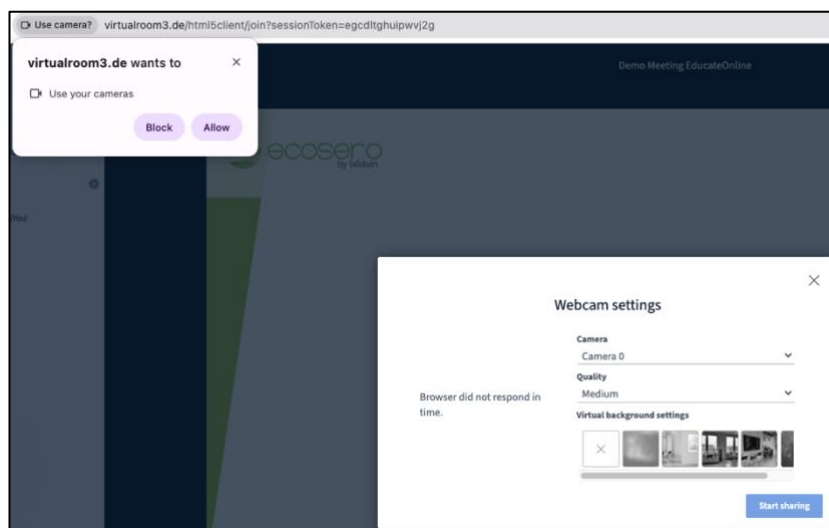 Use camera?
virtualroom3.de/html5client/join?sessionToken=egcdltghuipwvj2g
virtualroom3.de wants to
Use your cameras
Block
Allow
Demo Meeting EducateOnline
ecosero
by bildum
(You)
Webcam settings
Camera
Camera 0
Quality
Medium
Browser did not respond in
time.
Virtual background settings
Start sharing